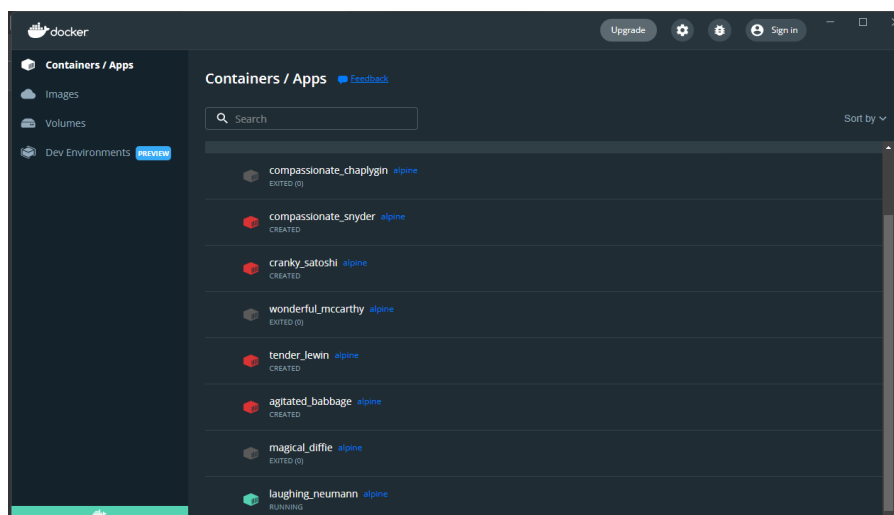 docker
Upgrade
Sign in
Containers / Apps
Images
Volumes
Dev Environments PREVIEW
Containers / Apps Feedback
Search
Sort by
compassionate_chaplygin alpine
EXITED (0)
compassionate_snyder alpine
CREATED
cranky_satoshi alpine
CREATED
wonderful_mccarthy alpine
EXITED (0)
tender_lewin alpine
CREATED
agitated_babbage alpine
CREATED
magical_diffie alpine
EXITED (0)
laughing_neumann alpine
RUNNING